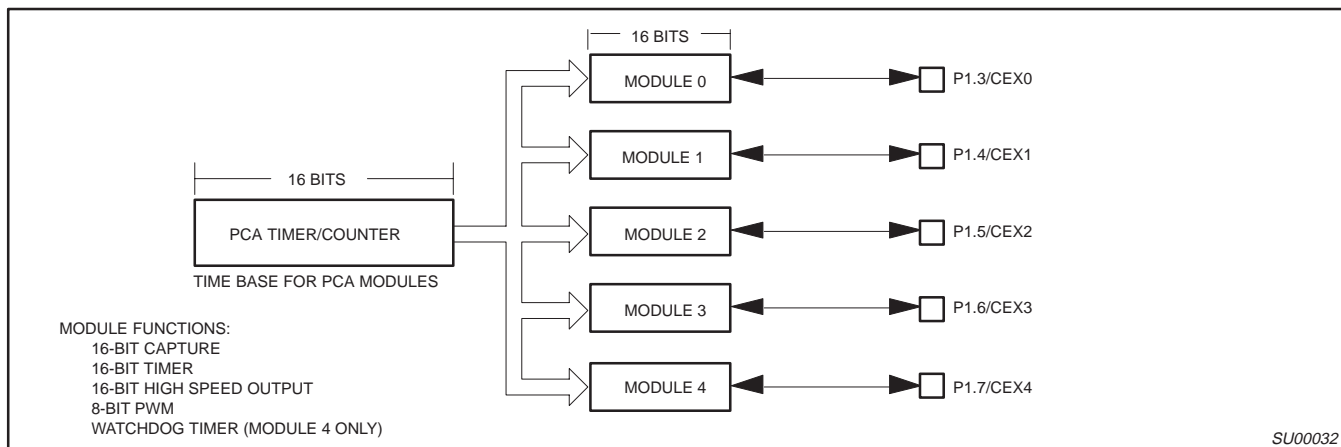 16 BITS
MODULE 0
P1.3/CEX0
MODULE 1
P1.4/CEX1
16 BITS
PCA TIMER/COUNTER
MODULE 2
P1.5/CEX2
TIME BASE FOR PCA MODULES
MODULE 3
P1.6/CEX3
MODULE FUNCTIONS:
16-BIT CAPTURE
16-BIT TIMER
16-BIT HIGH SPEED OUTPUT
8-BIT PWM
WATCHDOG TIMER (MODULE 4 ONLY)
MODULE 4
P1.7/CEX4
SU00032